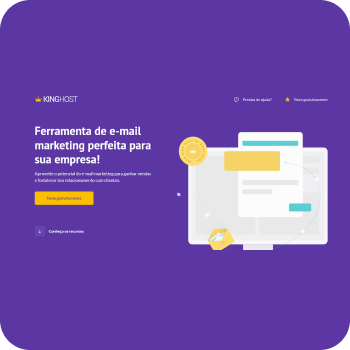 KINGHOST
Precisa de ajuda?
Teste gratuitamente
Ferramenta de e-mail
marketing perfeita para
sua empresa!
Aproveite o potencial do e-mail marketing para ganhar vendas
e fortalecer seu relacionamento com clientes.
Teste gratuitamente
Conheça os recursos